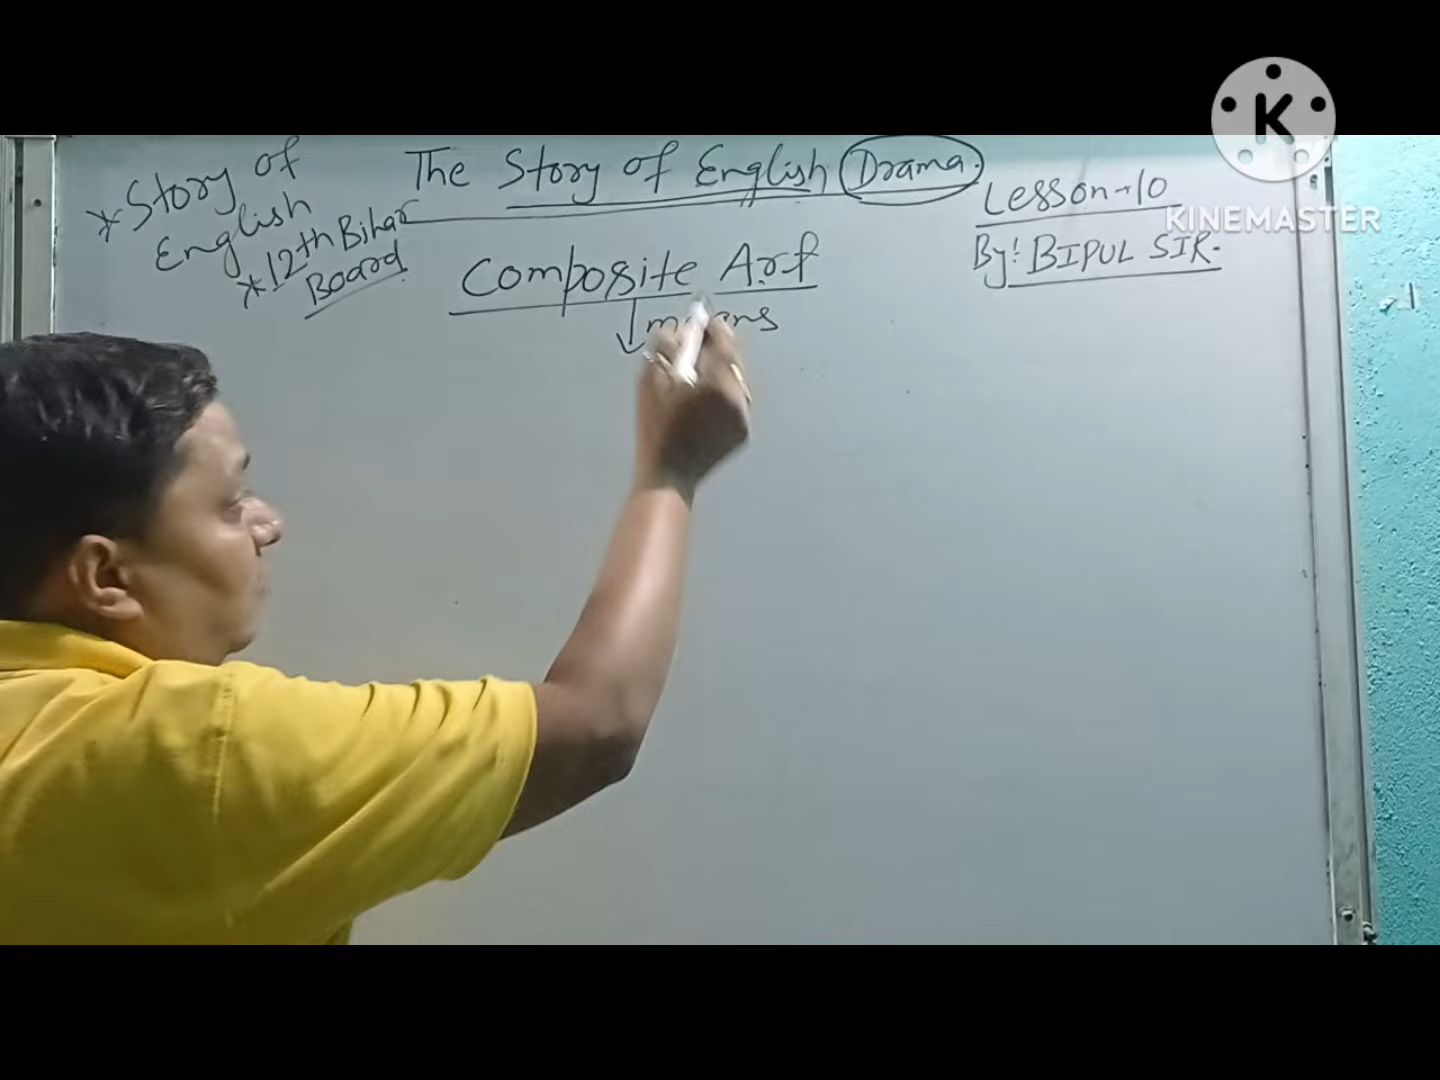 * Story of
English
* 12th Bihar
Board
The Story of English Drama.
Composite Art
means
Lesson-10
By: BIPUL SIR.
K
KINEMASTER